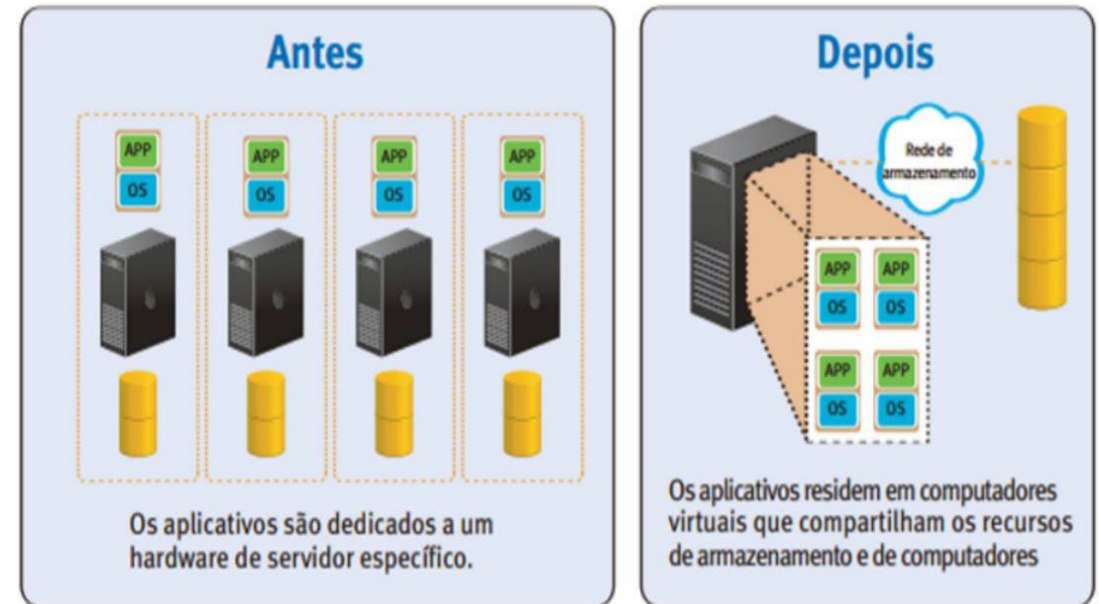 Antes
APP
OS
APP
OS
APP
OS
APP
OS
Os aplicativos são dedicados a um
hardware de servidor específico.
Depois
Rede de
armazenamento
APP
APP
OS
OS
APP
APP
OS
OS
Os aplicativos residem em computadores
virtuais que compartilham os recursos
de armazenamento e de computadores